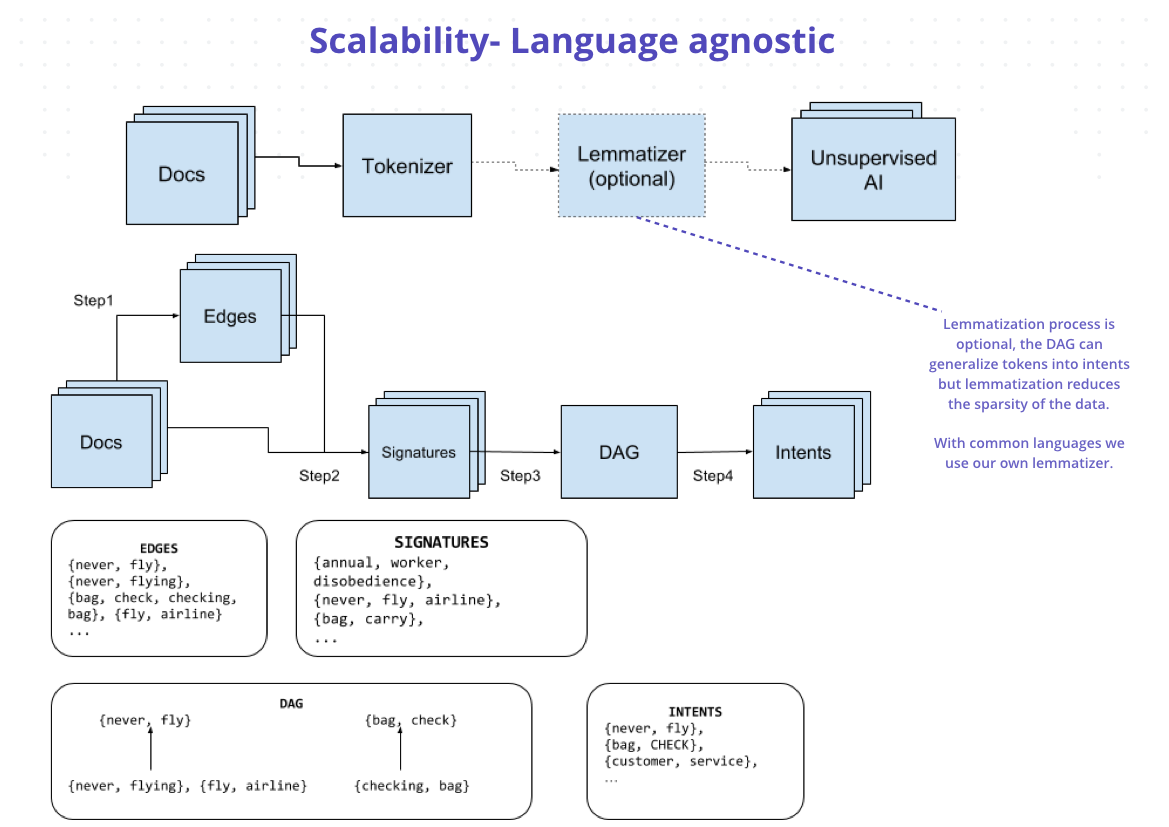 Scalability- Language agnostic
Docs
Tokenizer
Lemmatizer
(optional)
Unsupervised
AI
Step1
Edges
Docs
Step2
Signatures
Step3
DAG
Step4
Intents
Lemmatization process is
optional, the DAG can
generalize tokens into intents
but lemmatization reduces
the sparsity of the data.
With common languages we
use our own lemmatizer.
EDGES
{never, fly},
{never, flying},
{bag, check, checking,
bag}, {fly, airline}
...
SIGNATURES
{annual, worker,
disobedience},
{never, fly, airline},
{bag, carry},
...
DAG
{never, fly}
{bag, check}
{never, flying}, {fly, airline}
{checking, bag}
INTENTS
{never, fly},
{bag, CHECK},
{customer, service},
...